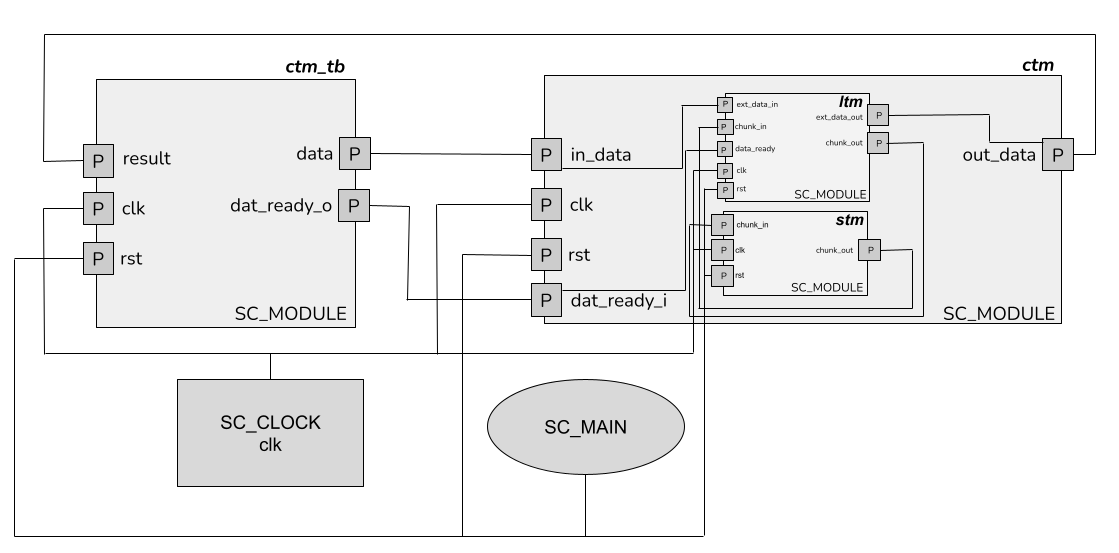 ctm_tb
P result
P clk
P rst
data P
dat_ready_o P
SC_MODULE
ctm
P in_data
P clk
P rst
P dat_ready_i
ltm
P ext_data_in
P chunk_in
P data_ready
P clk
P rst
ext_data_out P
chunk_out P
SC_MODULE
stm
P chunk_in
P clk
P rst
chunk_out P
SC_MODULE
out_data P
SC_MODULE
SC_CLOCK
clk
SC_MAIN